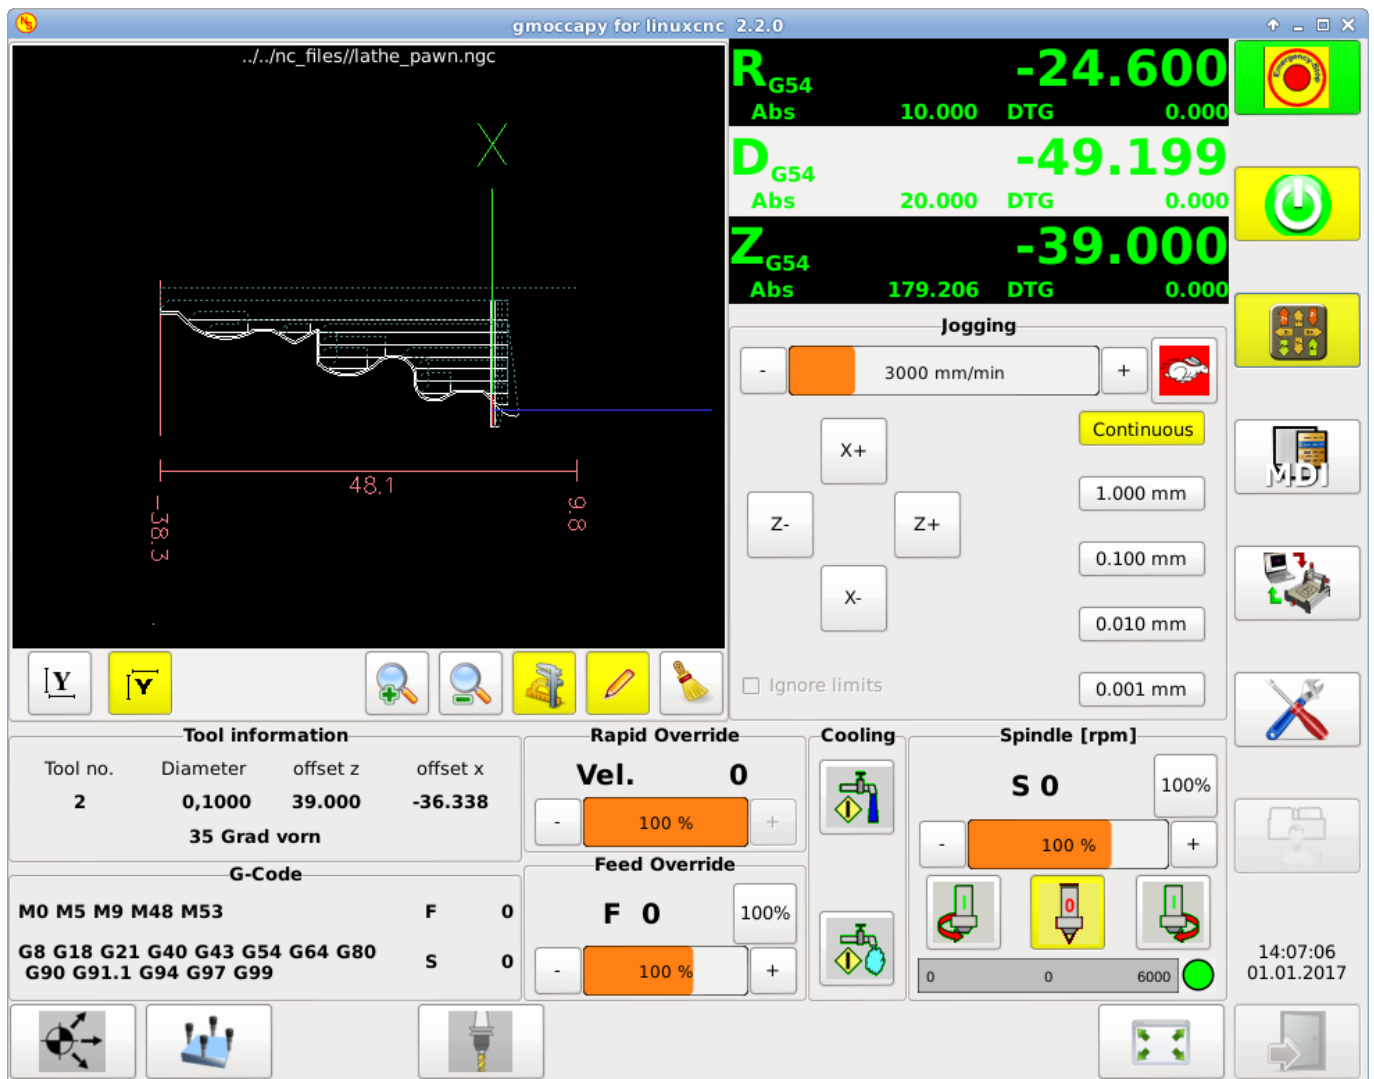 gmoccapy for linuxcnc 2.2.0
../../nc_files//lathe_pawn.ngc
X
48.1
-38.3
9.8
R G54 -24.600
Abs 10.000 DTG 0.000
D G54 -49.199
Abs 20.000 DTG 0.000
Z G54 -39.000
Abs 179.206 DTG 0.000
Emergency-Stop
Jogging
- 3000 mm/min +
Continuous
X+
1.000 mm
Z- Z+
0.100 mm
X-
0.010 mm
Ignore limits
0.001 mm
MDI
Y Y
Tool information
Tool no. Diameter offset z offset x
2 0,1000 39.000 -36.338
35 Grad vorn
G-Code
M0 M5 M9 M48 M53
F 0
G8 G18 G21 G40 G43 G54 G64 G80
G90 G91.1 G94 G97 G99
S 0
Rapid Override
Vel. 0
- 100 % +
Feed Override
F 0 100%
- 100 % +
Cooling
Spindle [rpm]
S 0 100%
- 100 % +
I 0 I
0 0 6000
14:07:06
01.01.2017